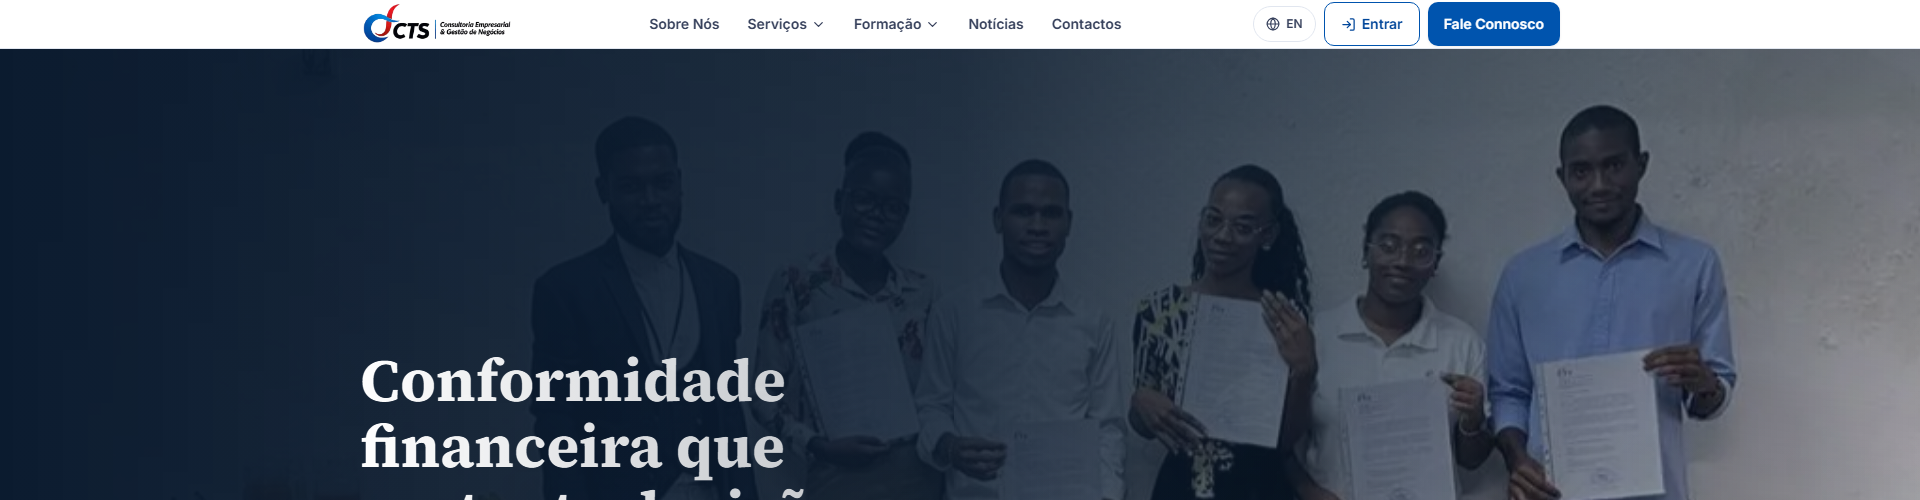 CTS
Consultoria Empresarial
& Gestão de Negócios
Sobre Nós
Serviços
Formação
Notícias
Contactos
EN
Entrar
Fale Connosco
Conformidade
financeira que